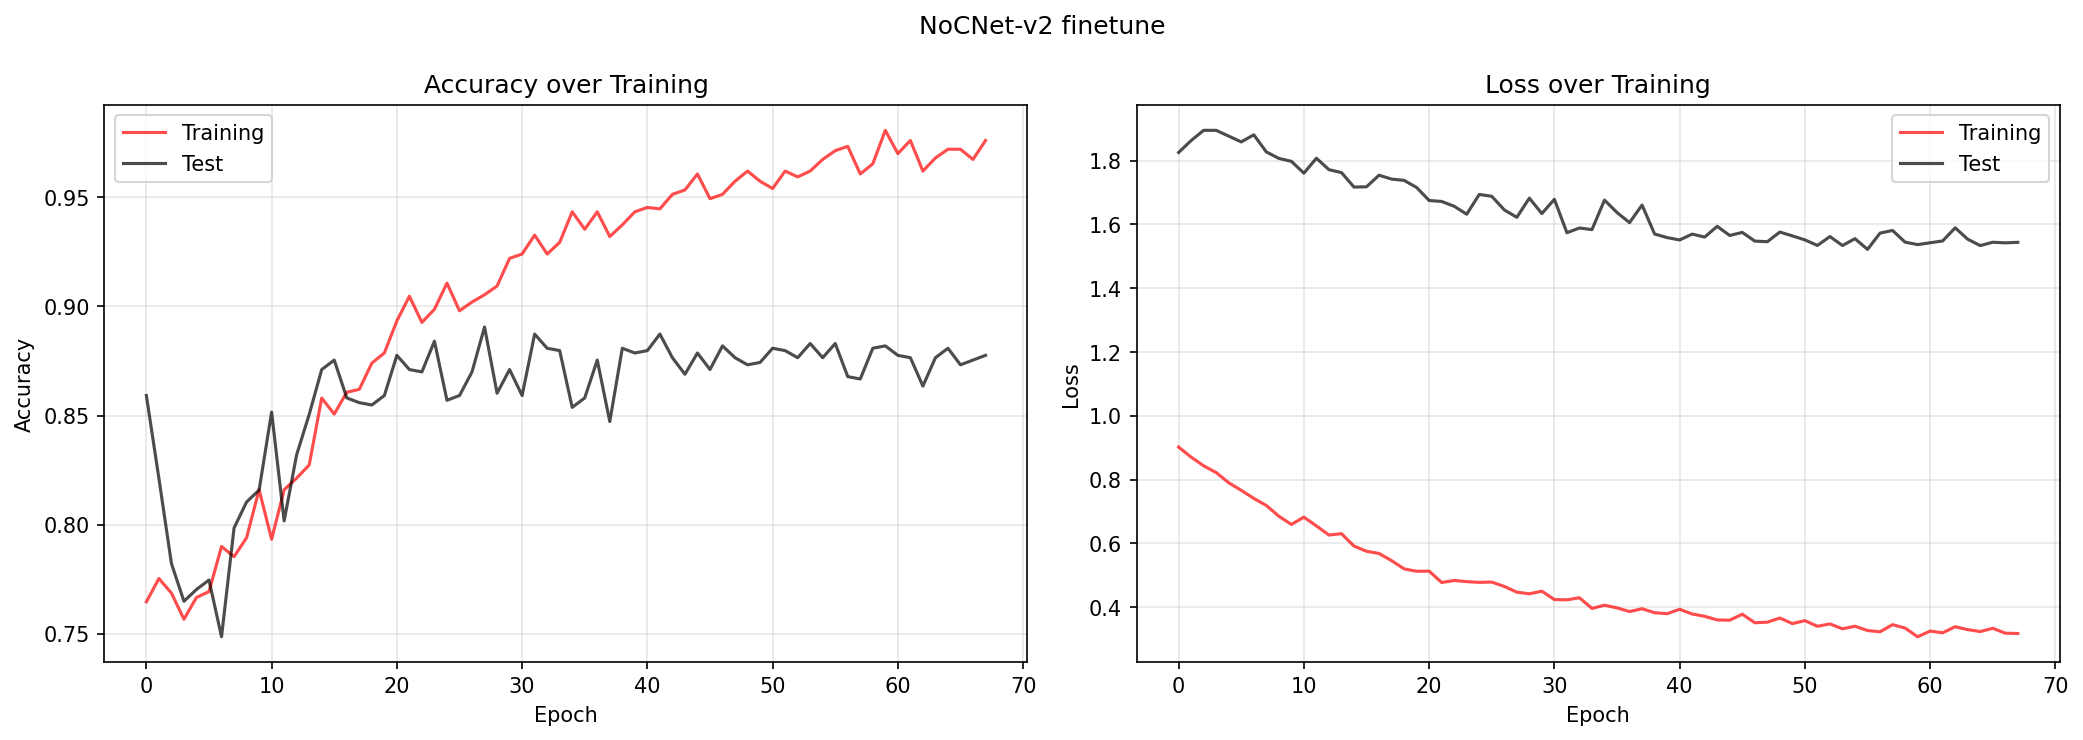 NoCNet-v2 finetune
Accuracy over Training
Training
Test
0.95
0.90
0.85
0.80
0.75
Accuracy
0
10
20
30
40
50
60
70
Epoch
Loss over Training
Training
Test
1.8
1.6
1.4
1.2
1.0
0.8
0.6
0.4
Loss
0
10
20
30
40
50
60
70
Epoch